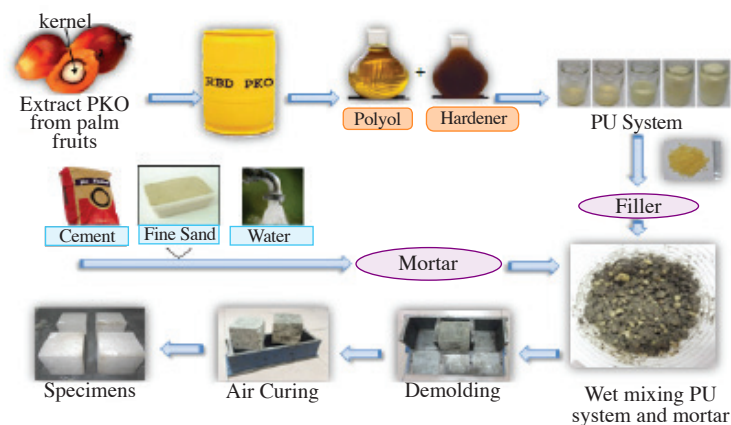 kernel
Extract PKO
from palm
fruits
RBD PKO
Polyol
+
Hardener
PU System
Cement
Fine Sand
Water
Filler
Mortar
Specimens
Air Curing
Demolding
Wet mixing PU
system and mortar